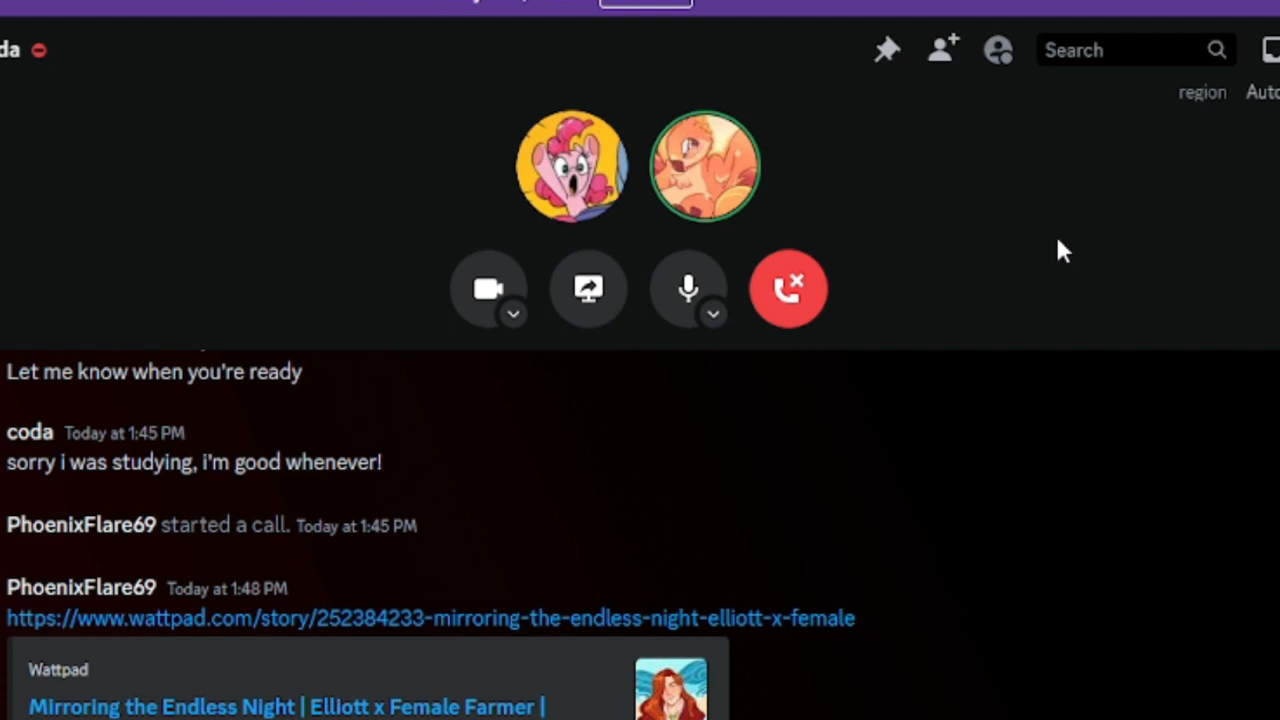 da
Search
region Auto
Let me know when you're ready
coda Today at 1:45 PM
sorry i was studying, i'm good whenever!
PhoenixFlare69 started a call. Today at 1:45 PM
PhoenixFlare69 Today at 1:48 PM
https://www.wattpad.com/story/252384233-mirroring-the-endless-night-elliott-x-female
Wattpad
Mirroring the Endless Night | Elliott x Female Farmer |